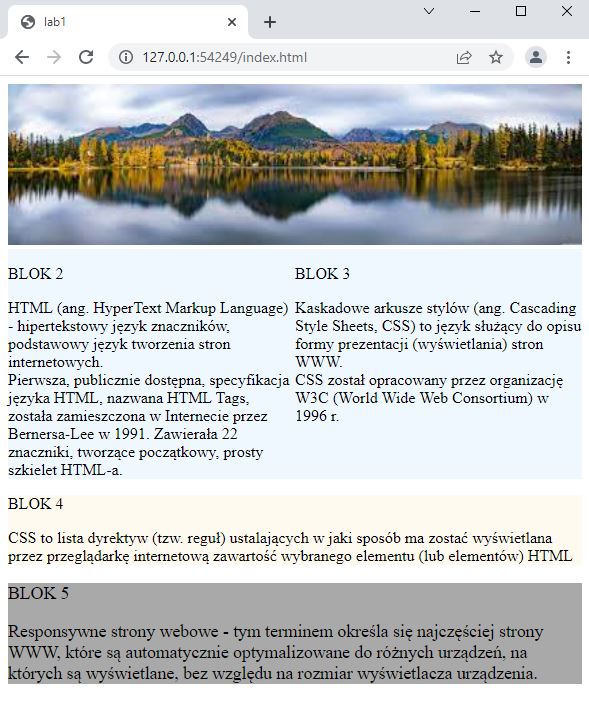 lab1
127.0.0.1:54249/index.html
BLOK 2
HTML (ang. HyperText Markup Language)
- hipertekstowy język znaczników,
podstawowy język tworzenia stron
internetowych.
Pierwsza, publicznie dostępna, specyfikacja
języka HTML, nazwana HTML Tags,
została zamieszczona w Internecie przez
Bernersa-Lee w 1991. Zawierała 22
znaczniki, tworzące początkowy, prosty
szkielet HTML-a.
BLOK 3
Kaskadowe arkusze stylów (ang. Cascading
Style Sheets, CSS) to język służący do opisu
formy prezentacji (wyświetlania) stron
WWW.
CSS został opracowany przez organizację
W3C (World Wide Web Consortium) w
1996 r.
BLOK 4
CSS to lista dyrektyw (tzw. reguł) ustalających w jaki sposób ma zostać wyświetlana
przez przeglądarkę internetową zawartość wybranego elementu (lub elementów) HTML
BLOK 5
Responsywne strony webowe - tym terminem określa się najczęściej strony
WWW, które są automatycznie optymalizowane do różnych urządzeń, na
których są wyświetlane, bez względu na rozmiar wyświetlacza urządzenia.